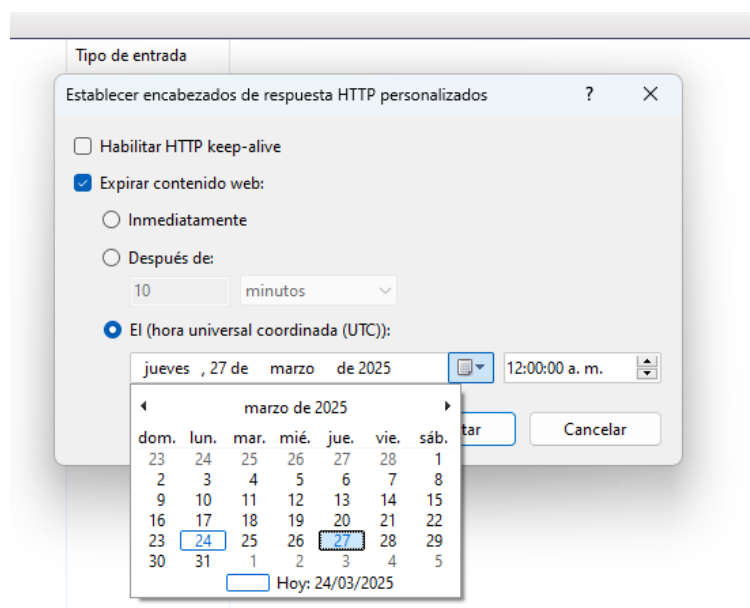 Tipo de entrada
Establecer encabezados de respuesta HTTP personalizados ?
Habilitar HTTP keep-alive
Expirar contenido web:
Inmediatamente
Después de:
10 minutos
El (hora universal coordinada (UTC)):
jueves , 27 de marzo de 2025 12:00:00 a. m.
marzo de 2025
tar Cancelar
dom. lun. mar. mié. jue. vie. sáb.
23 24 25 26 27 28 1
2 3 4 5 6 7 8
9 10 11 12 13 14 15
16 17 18 19 20 21 22
23 24 25 26 27 28 29
30 31 1 2 3 4 5
Hoy: 24/03/2025